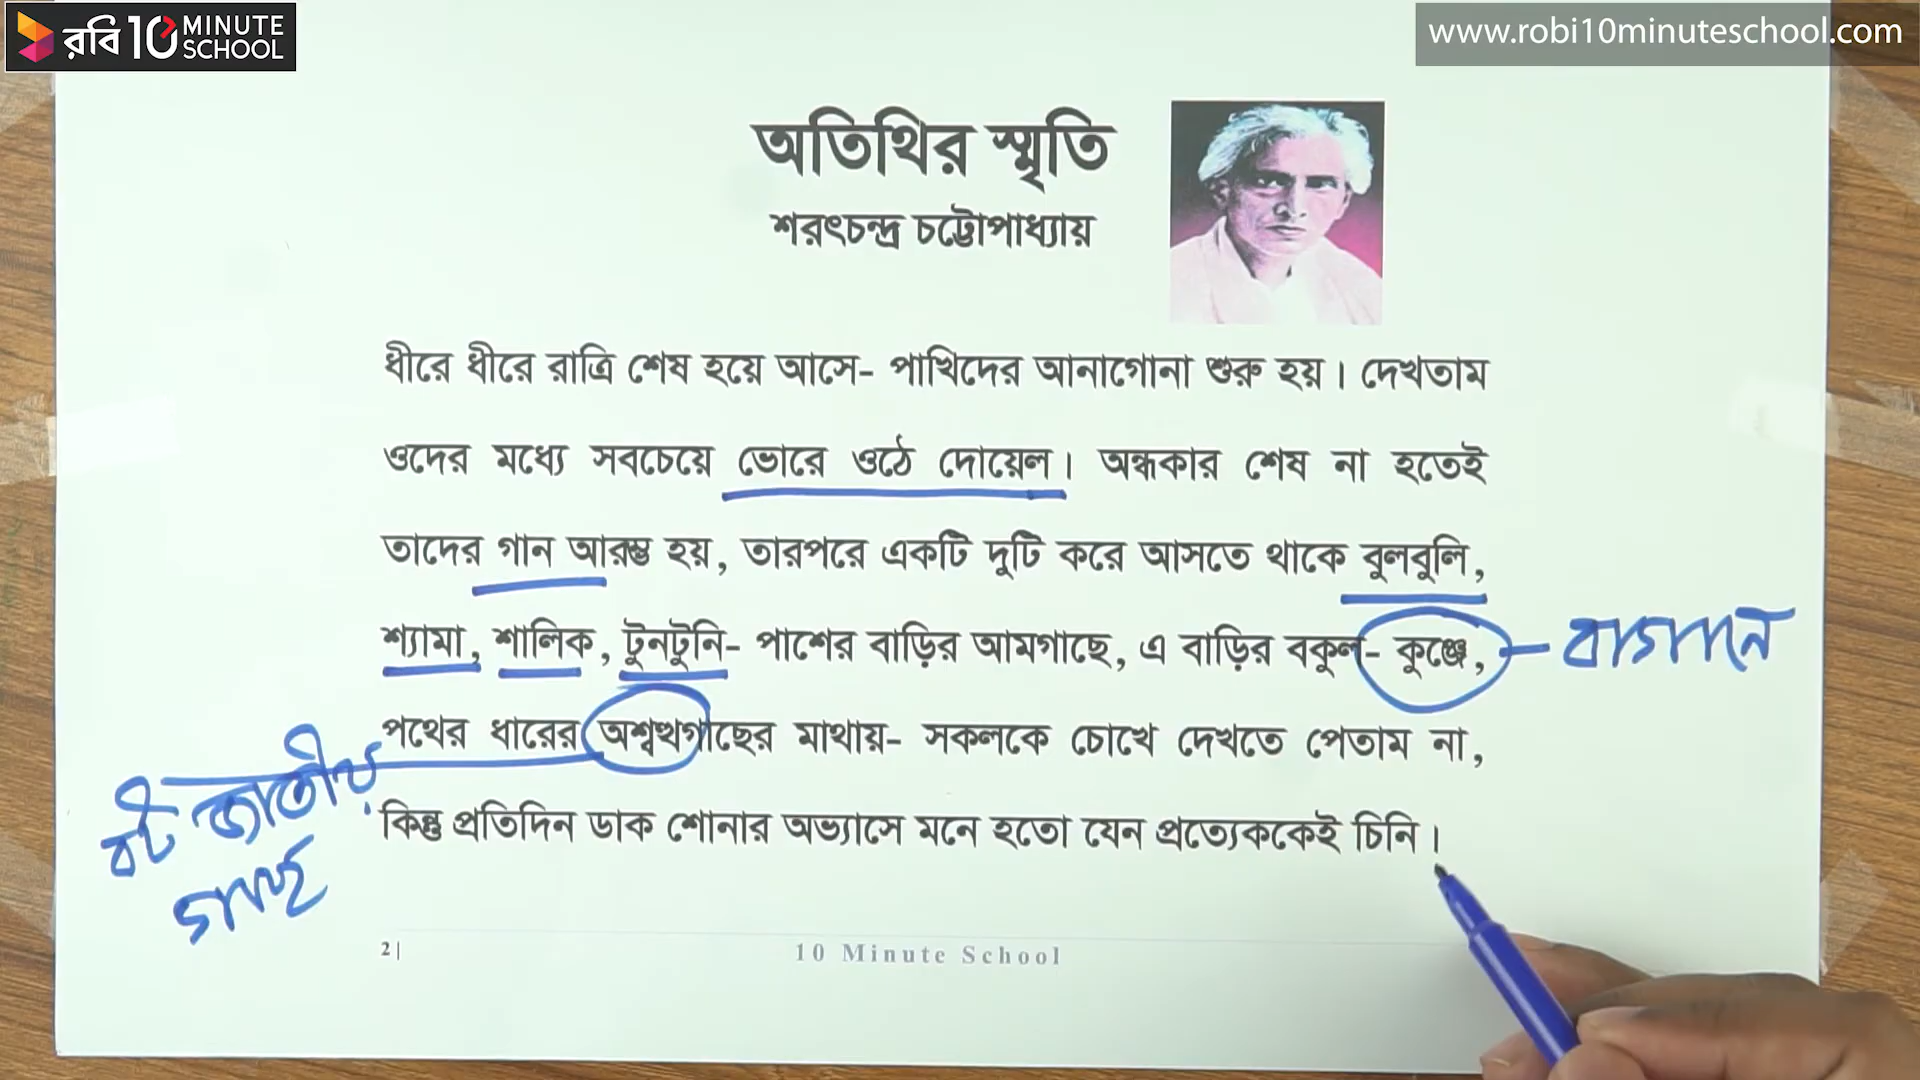 রবি 10 MINUTE SCHOOL
www.robi10minuteschool.com
অতিথির স্মৃতি
শরৎচন্দ্র চট্টোপাধ্যায়
ধীরে ধীরে রাত্রি শেষ হয়ে আসে- পাখিদের আনাগোনা শুরু হয়। দেখতাম
ওদের মধ্যে সবচেয়ে ভোরে ওঠে দোয়েল। অন্ধকার শেষ না হতেই
তাদের গান আরম্ভ হয়, তারপরে একটি দুটি করে আসতে থাকে বুলবুলি,
শ্যামা, শালিক, টুনটুনি- পাশের বাড়ির আমগাছে, এ বাড়ির বকুল- কুঞ্জে,
বাগানে
পথের ধারের অশ্বত্থগাছের মাথায়- সকলকে চোখে দেখতে পেতাম না,
বট জাতীয়
গাছ
কিন্তু প্রতিদিন ডাক শোনার অভ্যাসে মনে হতো যেন প্রত্যেককেই চিনি।
2|
10 Minute School